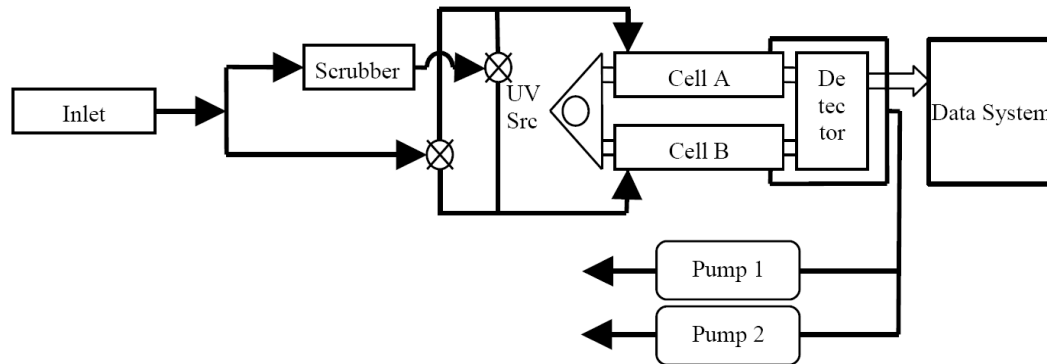 Inlet
Scrubber
UV
Src
Cell A
Cell B
De
tec
tor
Data System
Pump 1
Pump 2